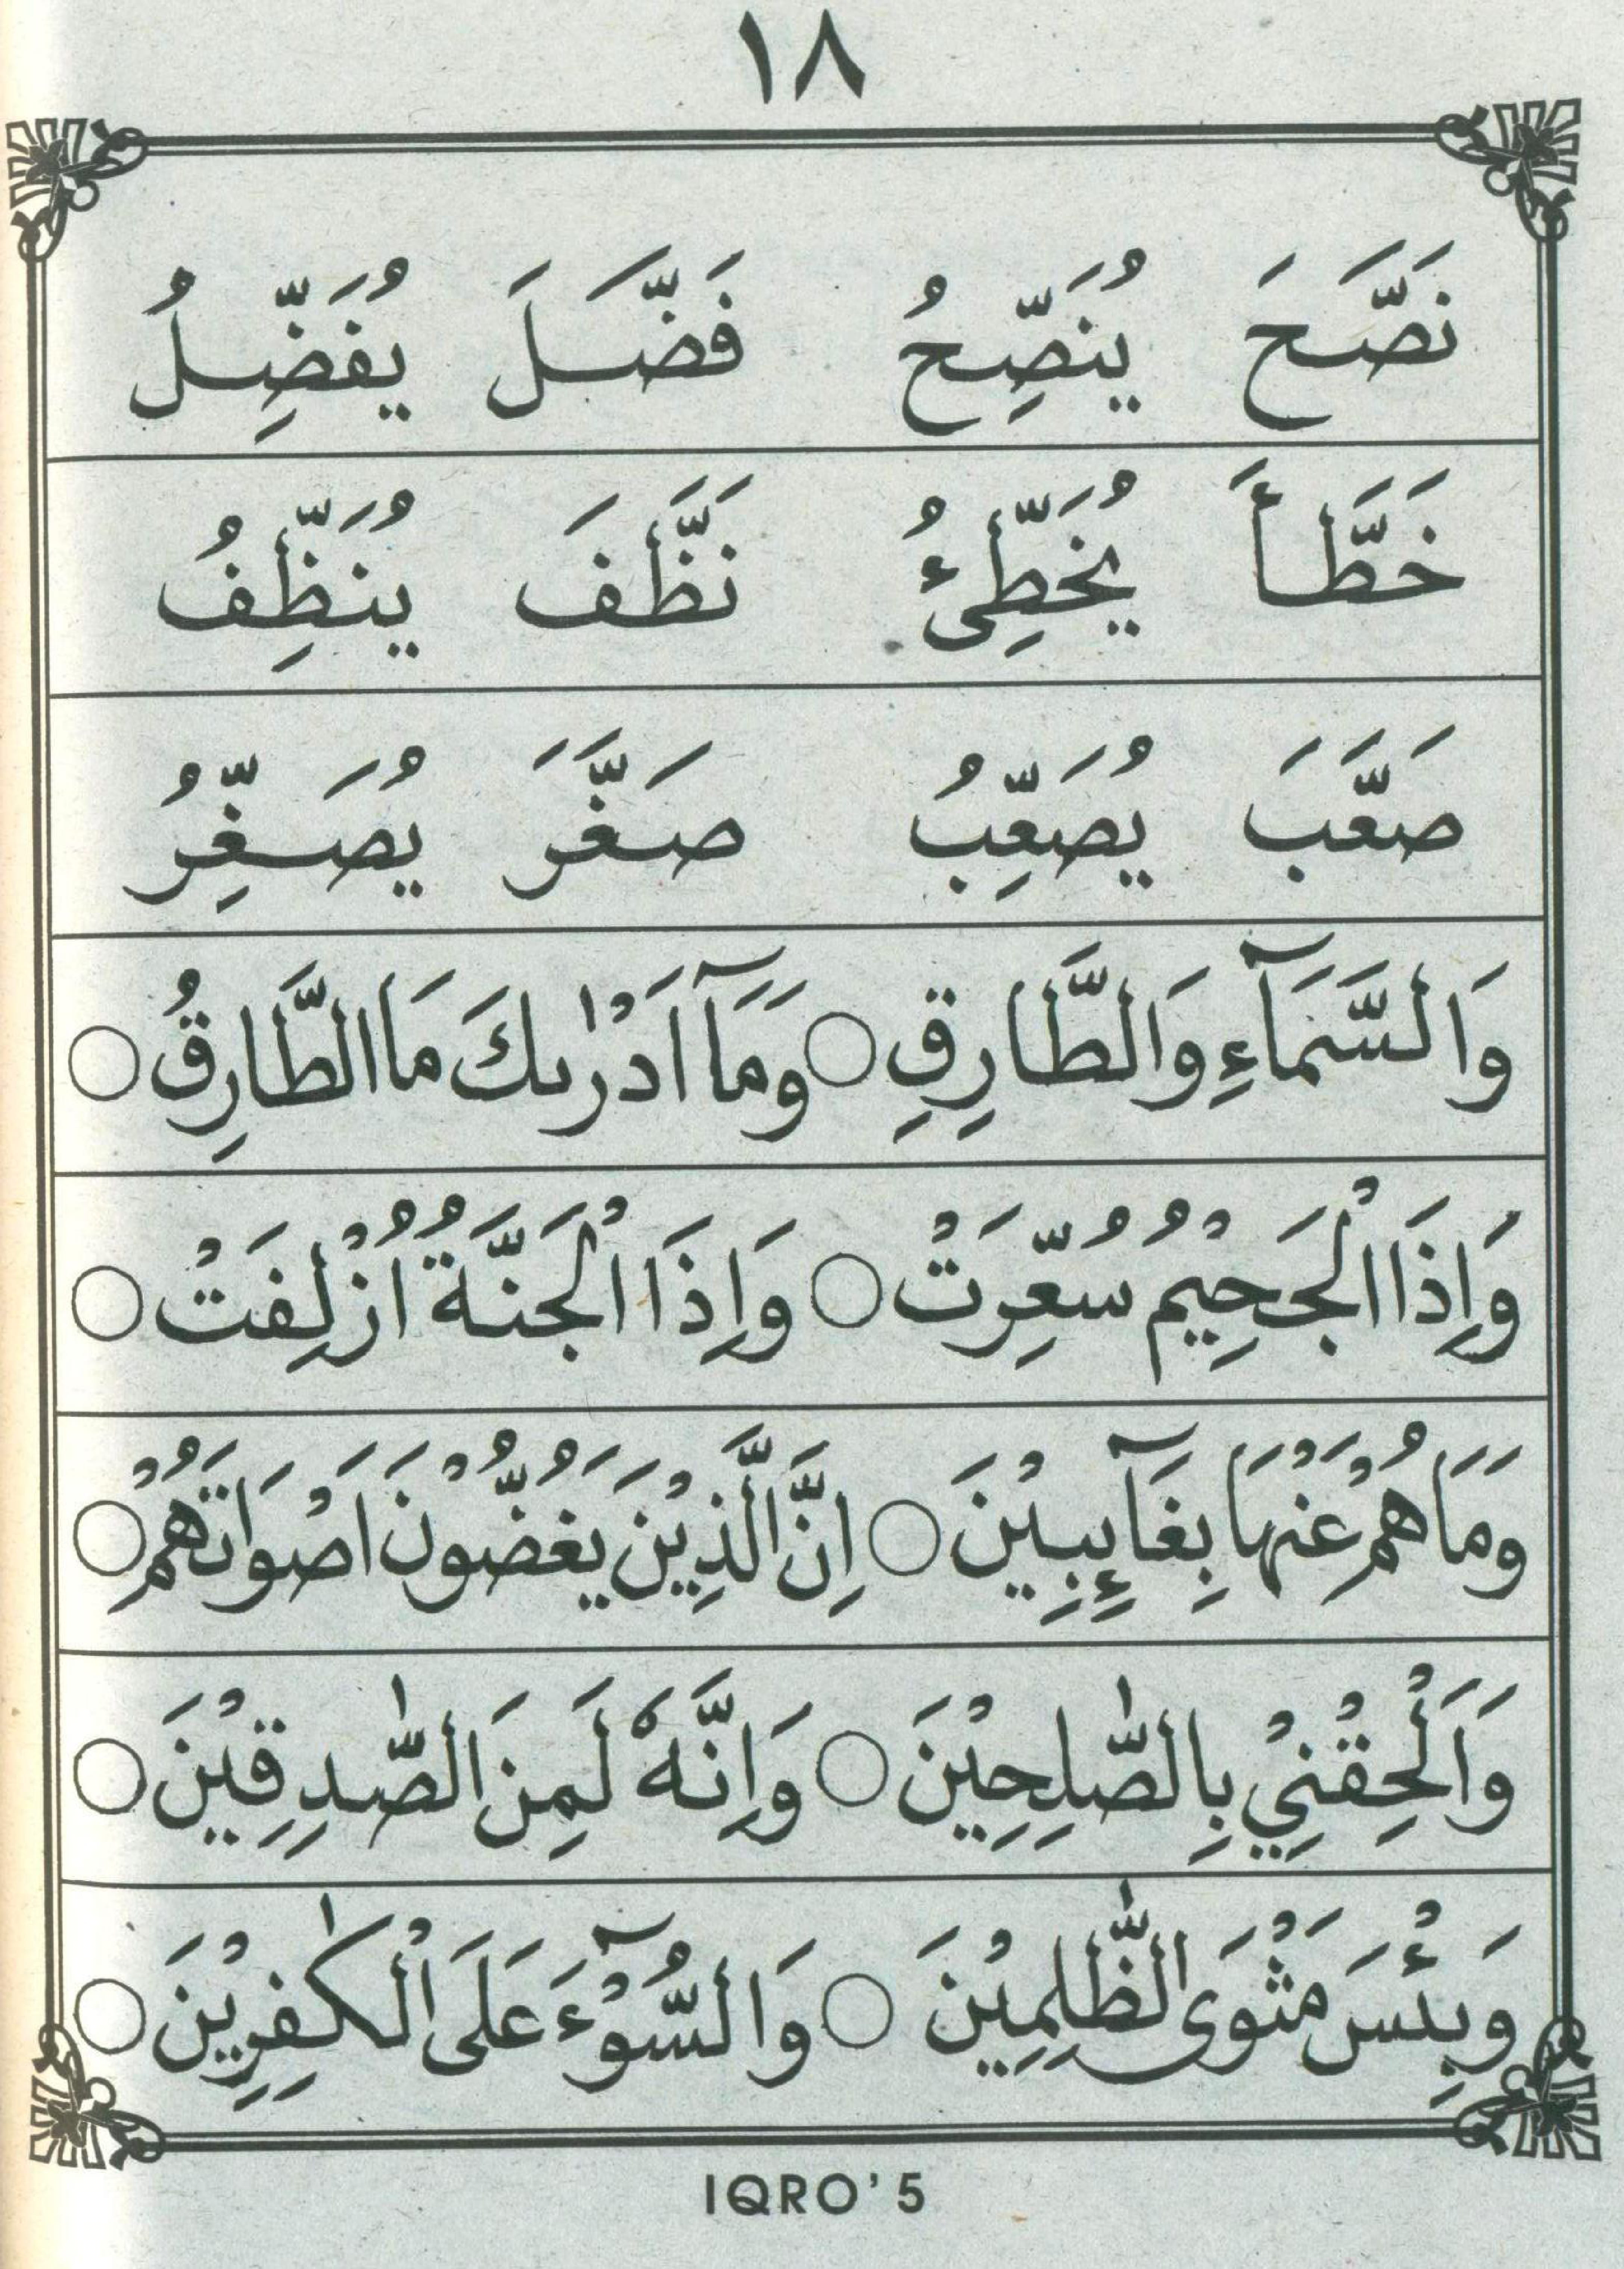 ١٨
نَصَّحَ يُنَصِّحُ فَضَّلَ يُفَضِّلُ
خَطَّأَ يُخَطِّئُ نَظَّفَ يُنَظِّفُ
صَعَّبَ يُصَعِّبُ صَغَّرَ يُصَغِّرُ
وَالسَّمَآءِ وَالطَّارِقِ ○ وَمَآ اَدْرٰىكَ مَا الطَّارِقُ ○
وَاِذَا الْجَحِيْمُ سُعِّرَتْ ○ وَاِذَا الْجَنَّةُ اُزْلِفَتْ ○
وَمَا هُمْ عَنْهَا بِغَآئِبِيْنَ ○ اِنَّ الَّذِيْنَ يَغُضُّوْنَ اَصْوَاتَهُمْ ○
وَاَلْحِقْنِيْ بِالصّٰلِحِيْنَ ○ وَاِنَّهٗ لَمِنَ الصّٰدِقِيْنَ ○
وَبِئْسَ مَثْوَى الظّٰلِمِيْنَ ○ وَالسُّوْٓءَ عَلَى الْكٰفِرِيْنَ ○
IQRO' 5